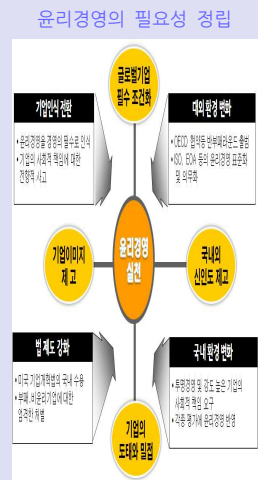 윤리경영의 필요성 정립
글로벌기업
필수 조건화
기업인식 전환
• 윤리경영을 경영의 필수로 인식
• 기업의 사회적 책임에 대한
전향적 사고
대외 환경 변화
• OECD 협약등 반부패라운드 출범
• ISO, EOA 등의 윤리경영 표준화
및 의무화
기업이미지
제 고
윤리경영
실천
국내외
신인도 제고
법 제도 강화
• 미국 기업개혁법의 국내 수용
• 부패, 비윤리기업에 대한
엄격한 처벌
국내 환경 변화
• 투명경영 및 강도 높은 기업의
사회적 책임 요구
• 각종 평가에 윤리경영 반영
기업의
도태와 밀접